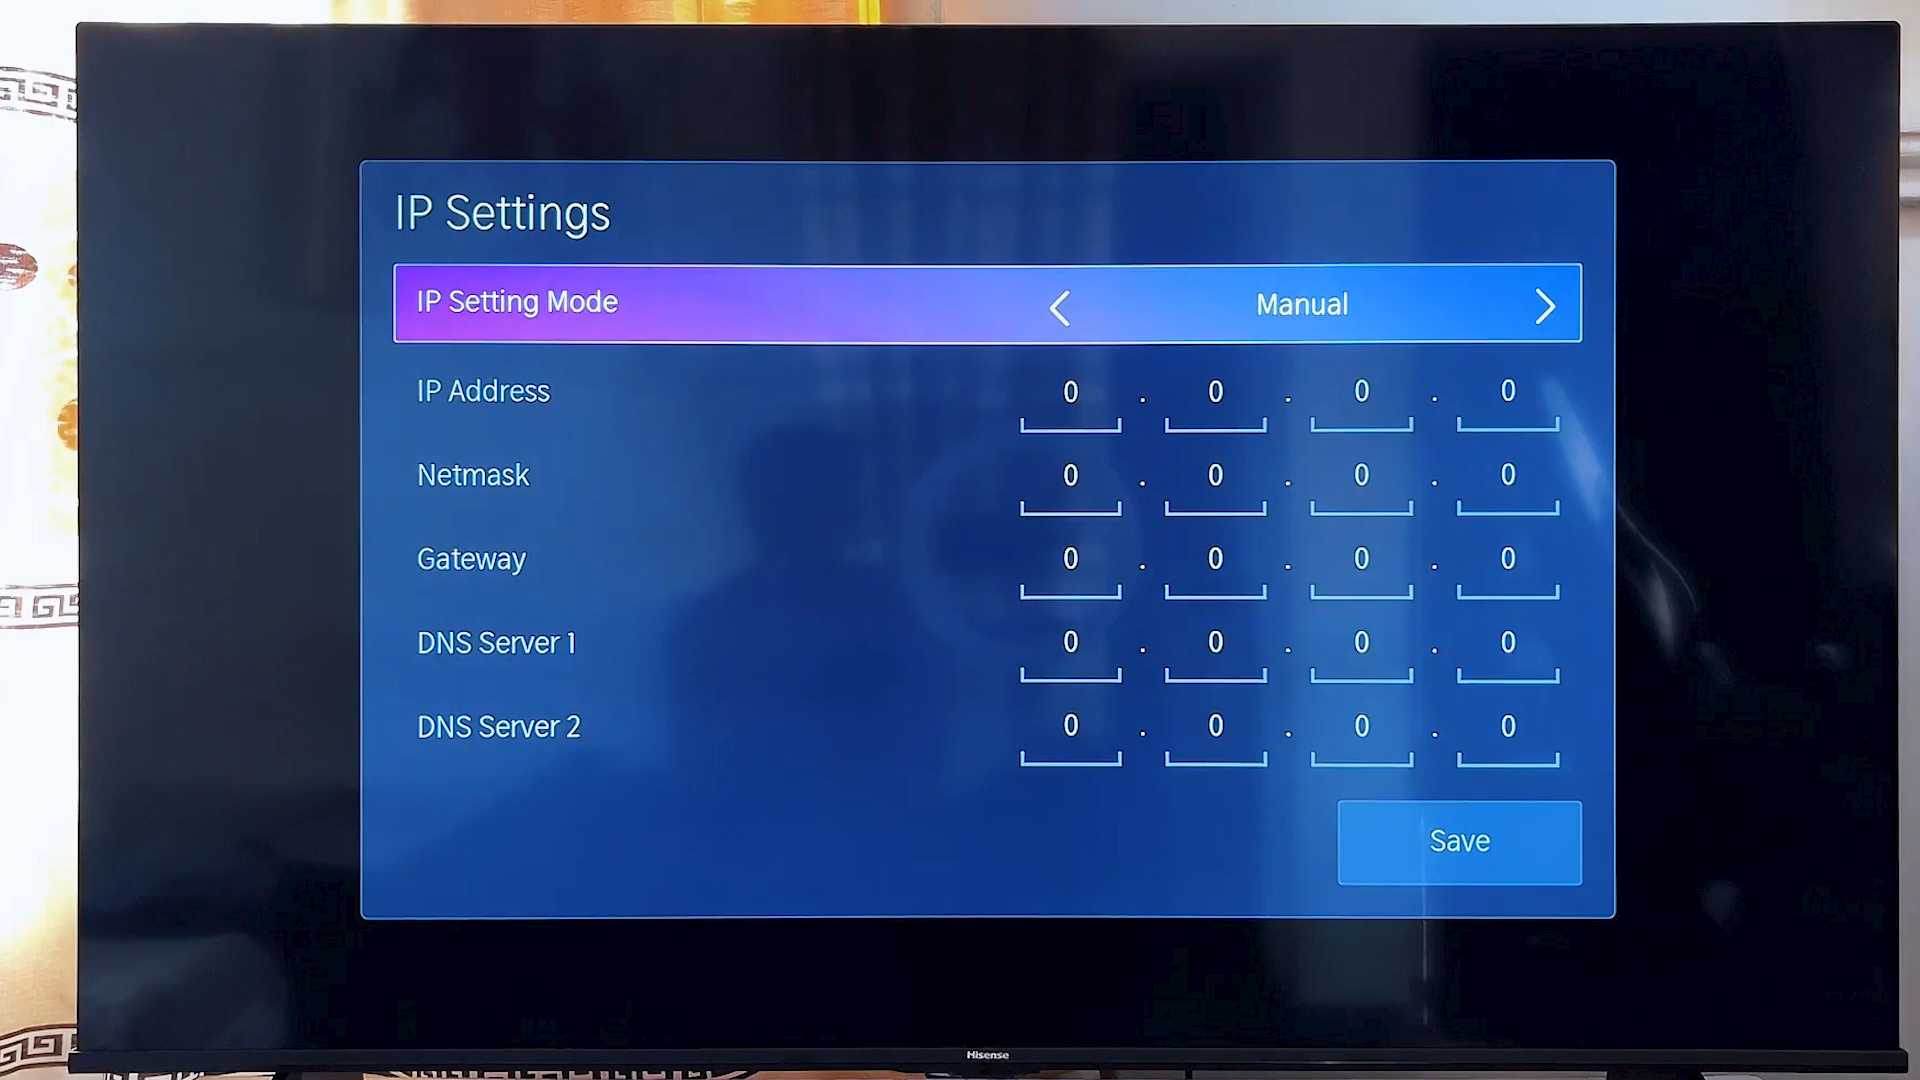 IP Settings
IP Setting Mode < Manual >
IP Address 0 . 0 . 0 . 0
Netmask 0 . 0 . 0 . 0
Gateway 0 . 0 . 0 . 0
DNS Server 1 0 . 0 . 0 . 0
DNS Server 2 0 . 0 . 0 . 0
Save
Hisense